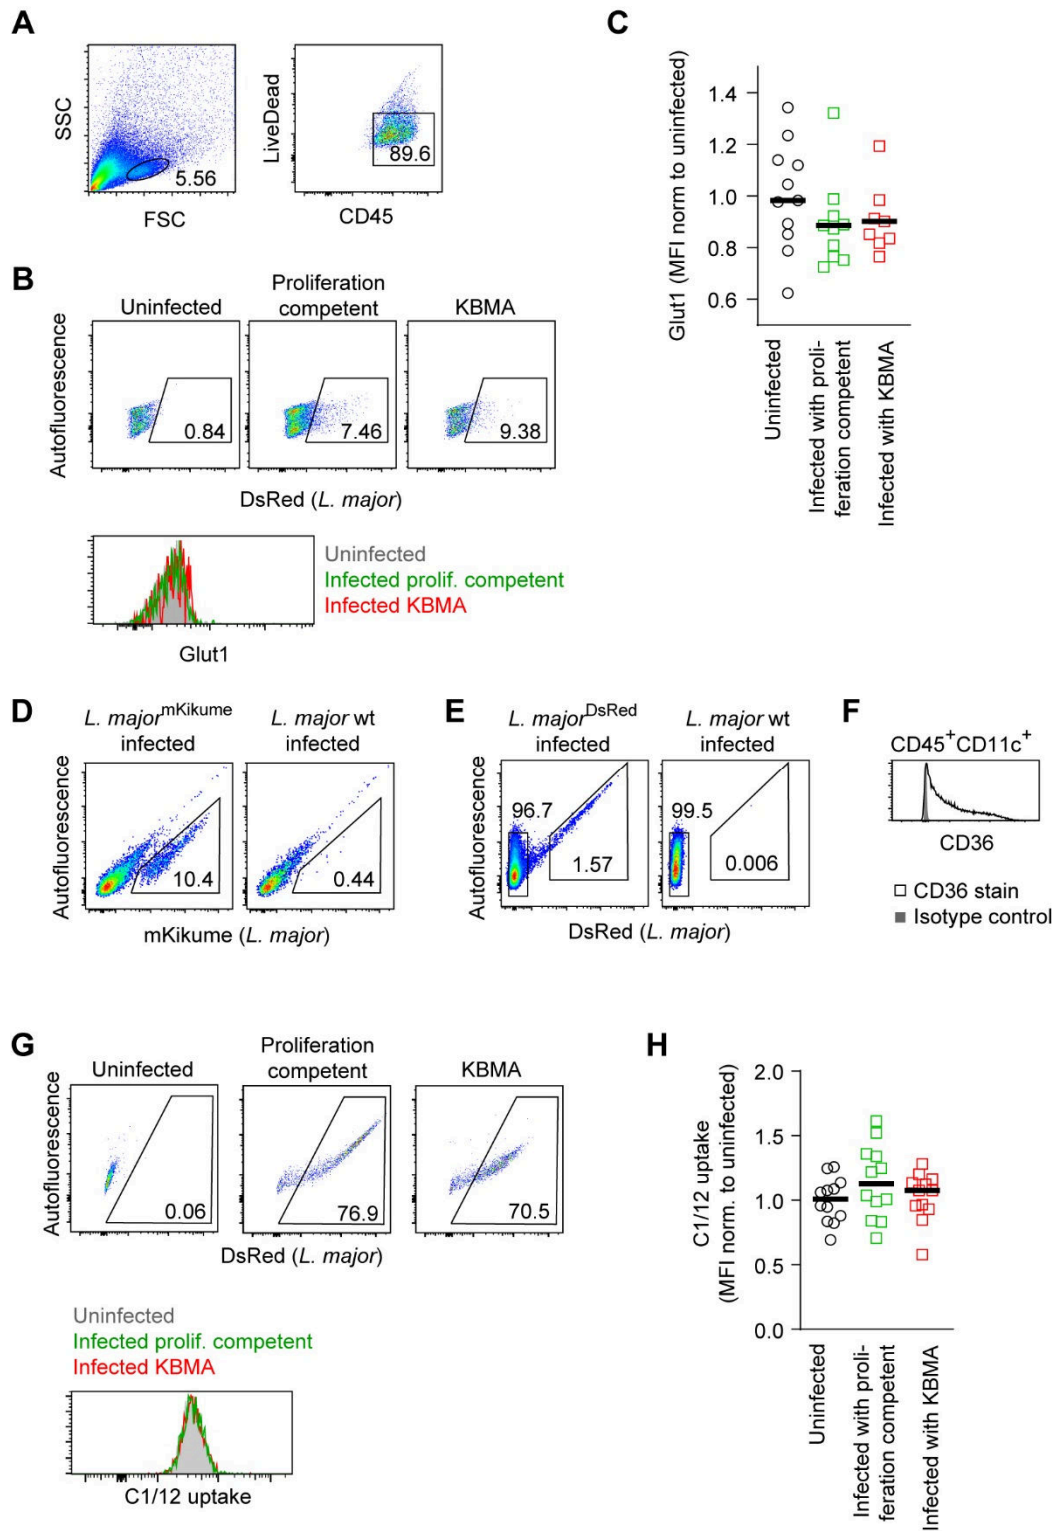 A
SSC
5.56
FSC
LiveDead
89.6
CD45
B
Uninfected
Proliferation
competent
KBMA
Autofluorescence
0.84
7.46
9.38
DsRed (L. major)
Uninfected
Infected prolif. competent
Infected KBMA
Glut1
C
Glut1 (MFI norm to uninfected)
1.4
1.2
1.0
0.8
0.6
Uninfected
Infected with proli-
feration competent
Infected with KBMA
D
L. major mKikume
infected
L. major wt
infected
Autofluorescence
10.4
0.44
mKikume (L. major)
E
L. major DsRed
infected
L. major wt
infected
Autofluorescence
96.7
1.57
99.5
0.006
DsRed (L. major)
F
CD45+CD11c+
CD36
CD36 stain
Isotype control
G
Uninfected
Proliferation
competent
KBMA
Autofluorescence
0.06
76.9
70.5
DsRed (L. major)
Uninfected
Infected prolif. competent
Infected KBMA
C1/12 uptake
H
C1/12 uptake
(MFI norm. to uninfected)
2.0
1.5
1.0
0.5
0.0
Uninfected
Infected with proli-
feration competent
Infected with KBMA